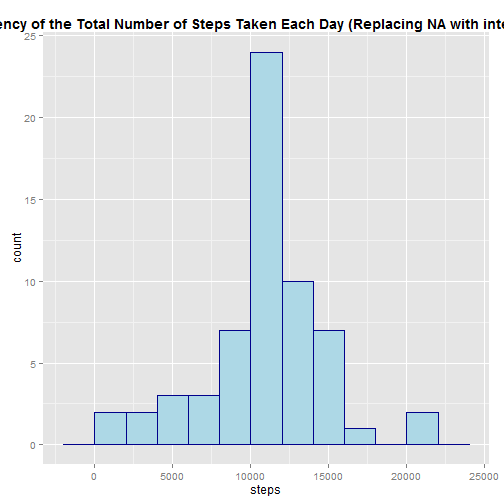 ency of the Total Number of Steps Taken Each Day (Replacing NA with inte
25
20
15
10
5
0
count
0 5000 10000 15000 20000 25000
steps